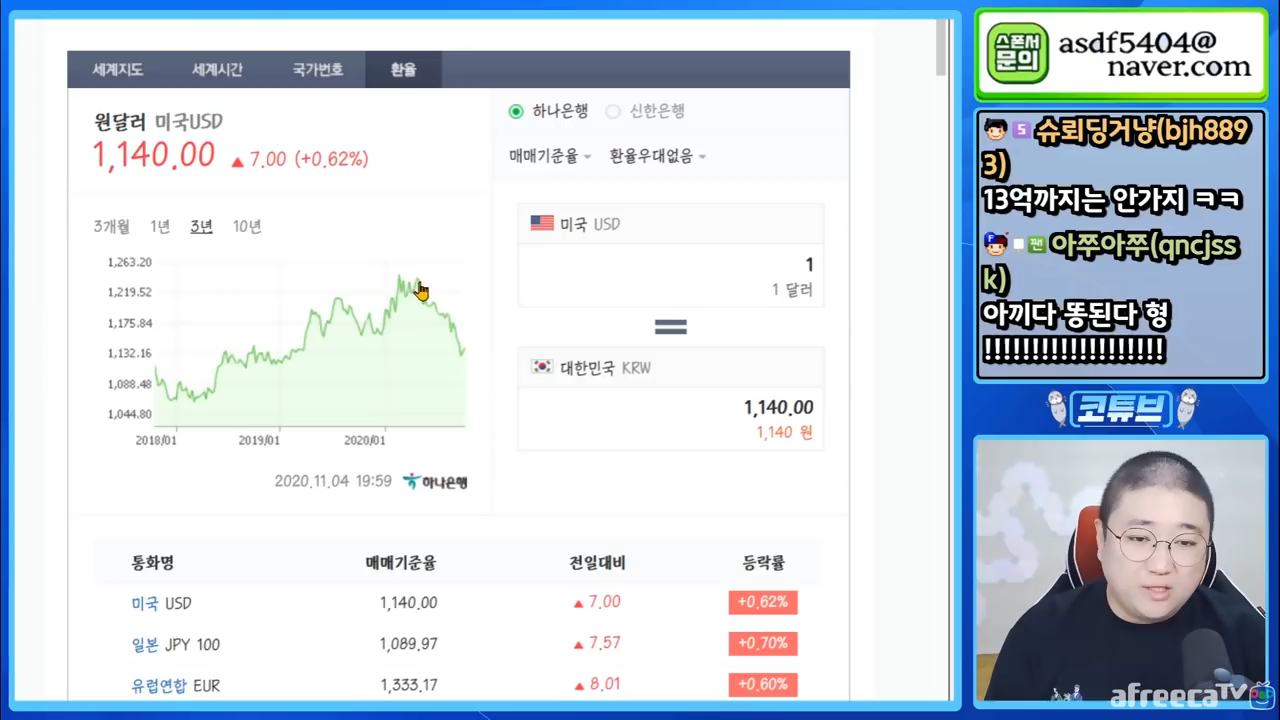 세계지도 세계시간 국가번호 환율
원달러 미국USD
1,140.00 ▲ 7.00 (+0.62%)
3개월 1년 3년 10년
1,263.20
1,219.52
1,175.84
1,132.16
1,088.48
1,044.80
2018/01 2019/01 2020/01
2020.11.04 19:59 하나은행
하나은행 신한은행
매매기준율 환율우대없음
미국 USD
1
1 달러
대한민국 KRW
1,140.00
1,140 원
통화명 매매기준율 전일대비 등락률
미국 USD 1,140.00 ▲ 7.00 +0.62%
일본 JPY 100 1,089.97 ▲ 7.57 +0.70%
유럽연합 EUR 1,333.17 ▲ 8.01 +0.60%
스폰서
문의
asdf5404@
naver.com
S 슈뢰딩거냥(bjh889
3)
13억까지는 안가지 ㅋㅋ
F 팬 아쭈아쭈(qncjss
k)
아끼다 똥된다 형
!!!!!!!!!!!!!!!!!!!
코튜브
afreecaTV